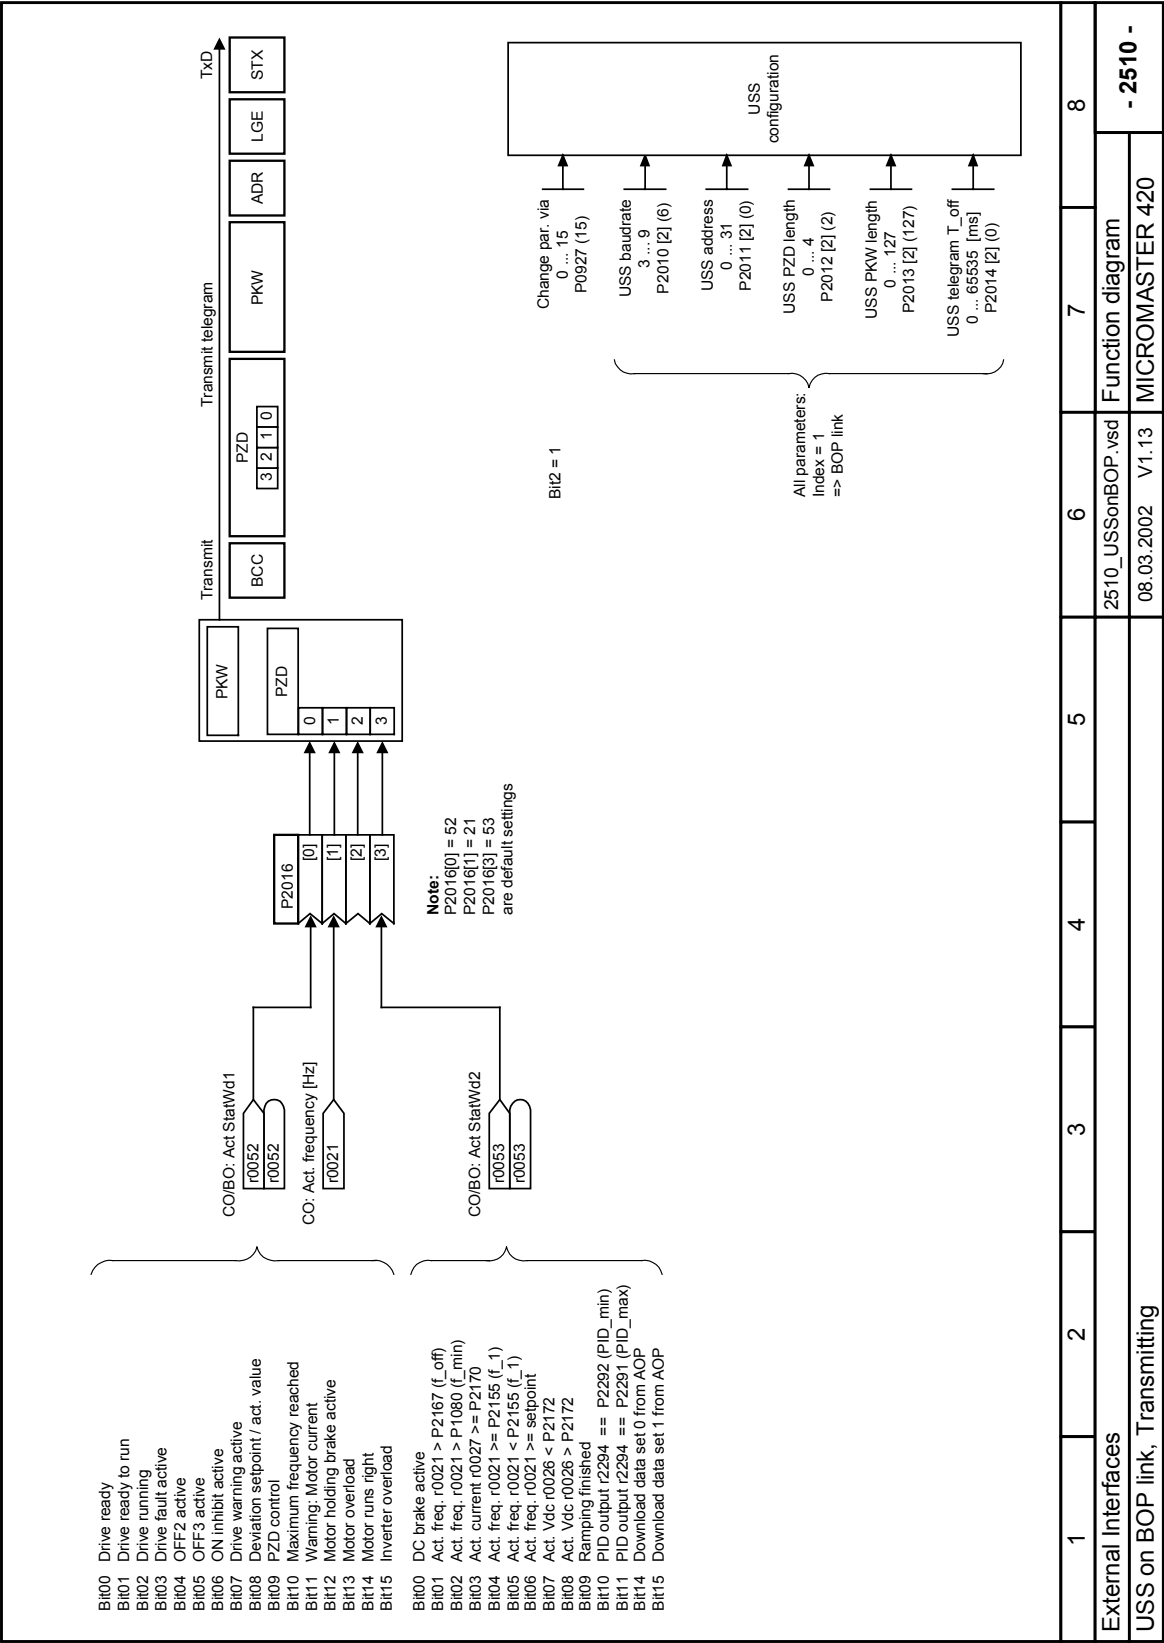 Bit00 Drive ready
Bit01 Drive ready to run
Bit02 Drive running
Bit03 Drive fault active
Bit04 OFF2 active
Bit05 OFF3 active
Bit06 ON inhibit active
Bit07 Drive warning active
Bit08 Deviation setpoint / act. value
Bit09 PZD control
Bit10 Maximum frequency reached
Bit11 Warning: Motor current
Bit12 Motor holding brake active
Bit13 Motor overload
Bit14 Motor runs right
Bit15 Inverter overload
Bit00 DC brake active
Bit01 Act. freq. r0021 > P2167 (f_off)
Bit02 Act. freq. r0021 > P1080 (f_min)
Bit03 Act. current r0027 >= P2170
Bit04 Act. freq. r0021 >= P2155 (f_1)
Bit05 Act. freq. r0021 < P2155 (f_1)
Bit06 Act. freq. r0021 >= setpoint
Bit07 Act. Vdc r0026 < P2172
Bit08 Act. Vdc r0026 > P2172
Bit09 Ramping finished
Bit10 PID output r2294 == P2292 (PID_min)
Bit11 PID output r2294 == P2291 (PID_max)
Bit14 Download data set 0 from AOP
Bit15 Download data set 1 from AOP
CO/BO: Act StatWd1
r0052
r0052
CO: Act. frequency [Hz]
r0021
CO/BO: Act StatWd2
r0053
r0053
P2016
[0]
[1]
[2]
[3]
Note:
P2016[0] = 52
P2016[1] = 21
P2016[3] = 53
are default settings
PKW
PZD
0
1
2
3
Transmit
Transmit telegram
TxD
BCC
PZD
3 2 1 0
PKW
ADR
LGE
STX
Bit2 = 1
All parameters:
Index = 1
=> BOP link
Change par. via
0 ... 15
P0927 (15)
USS baudrate
3 ... 9
P2010 [2] (6)
USS address
0 ... 31
P2011 [2] (0)
USS PZD length
0 ... 4
P2012 [2] (2)
USS PKW length
0 ... 127
P2013 [2] (127)
USS telegram T_off
0 ... 65535 [ms]
P2014 [2] (0)
USS
configuration
1 2 3 4 5 6 7 8
External Interfaces
2510_USSonBOP.vsd
Function diagram
- 2510 -
USS on BOP link, Transmitting
08.03.2002 V1.13
MICROMASTER 420